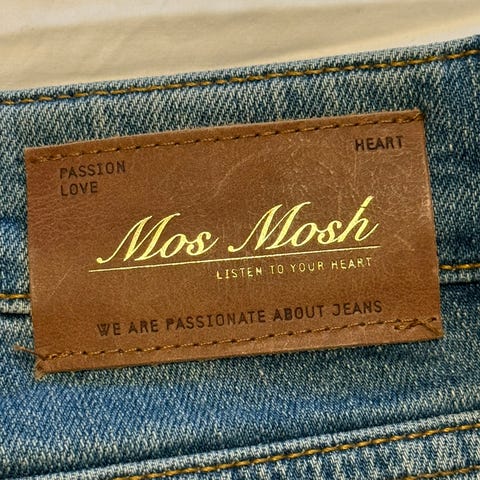 PASSION
LOVE
HEART
Mos Mosh
LISTEN TO YOUR HEART
WE ARE PASSIONATE ABOUT JEANS